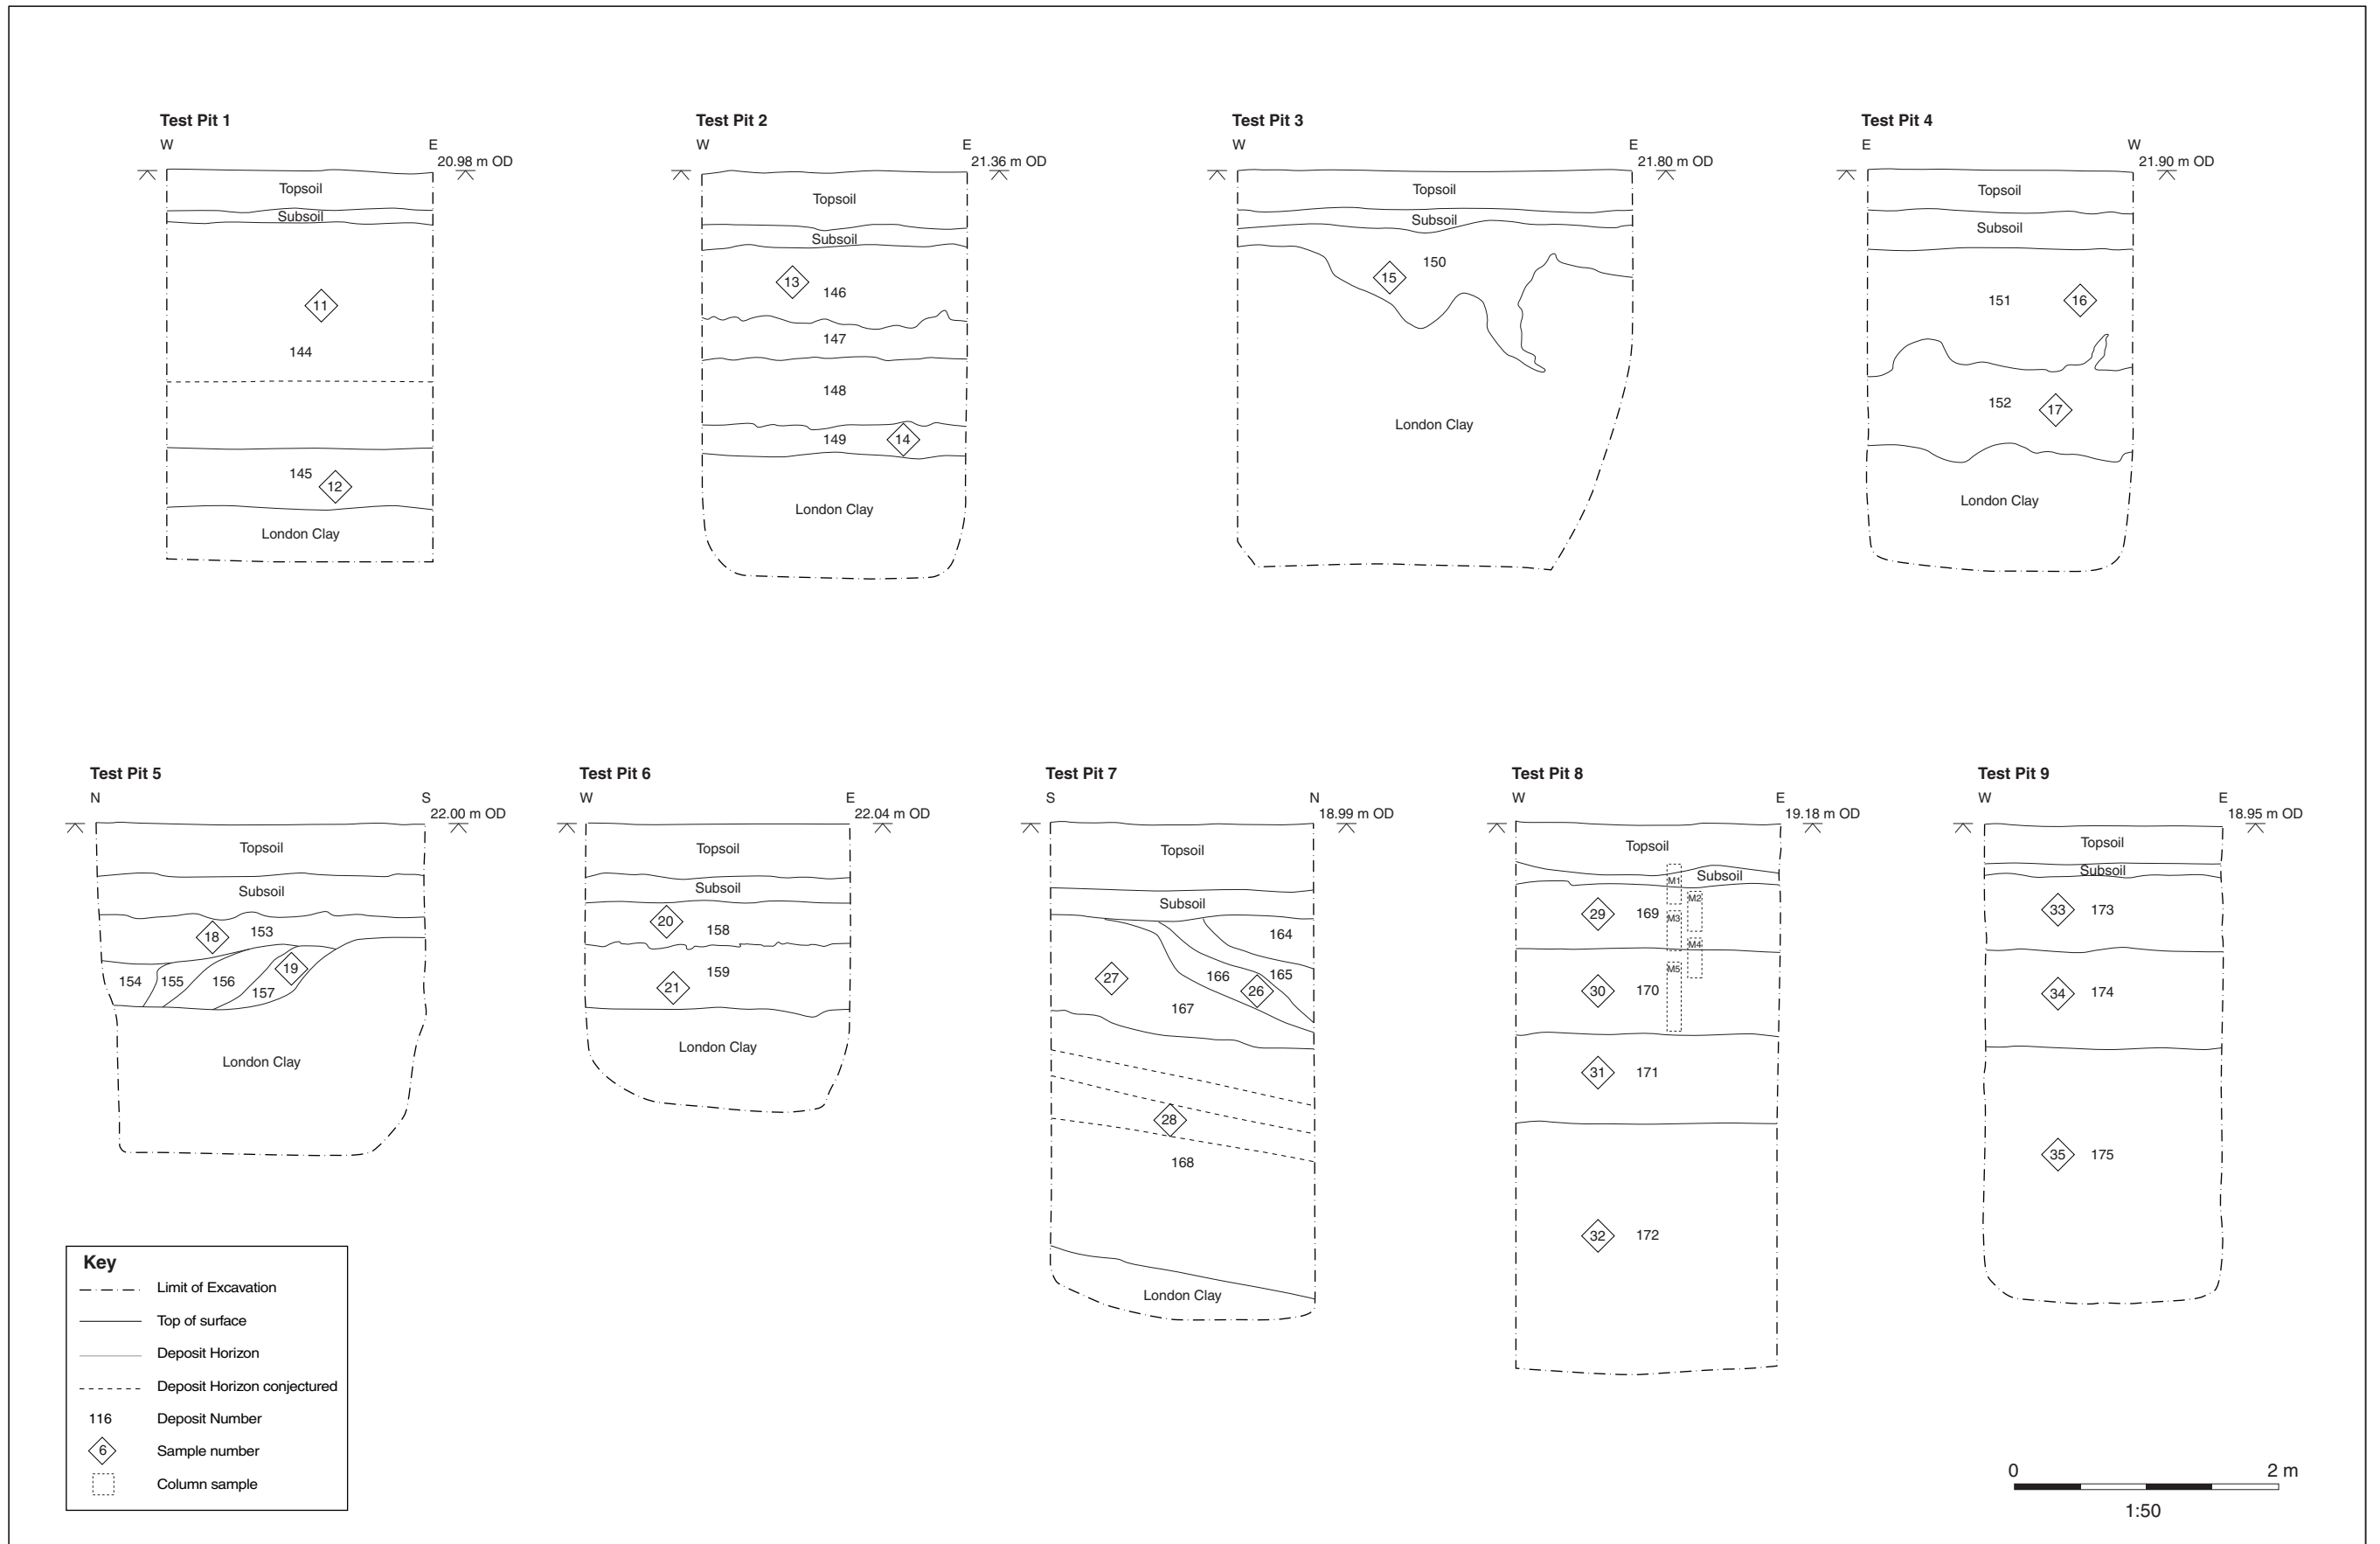 Test Pit 1
W E
20.98 m OD
Topsoil
Subsoil
11
144
145
12
London Clay
Test Pit 2
W E
21.36 m OD
Topsoil
Subsoil
13
146
147
148
149 14
London Clay
Test Pit 3
W E
21.80 m OD
Topsoil
Subsoil
150
15
London Clay
Test Pit 4
E W
21.90 m OD
Topsoil
Subsoil
151 16
152 17
London Clay
Test Pit 5
N S
22.00 m OD
Topsoil
Subsoil
18 153
154 155 156 157 19
London Clay
Test Pit 6
W E
22.04 m OD
Topsoil
Subsoil
20 158
159
21
London Clay
Test Pit 7
S N
18.99 m OD
Topsoil
Subsoil
164
27 166 165
26
167
28
168
London Clay
Test Pit 8
W E
19.18 m OD
Topsoil
M1 Subsoil
M2
29 169 M3
M4
M5
30 170
31 171
32 172
Test Pit 9
W E
18.95 m OD
Topsoil
Subsoil
33 173
34 174
35 175
Key
Limit of Excavation
Top of surface
Deposit Horizon
Deposit Horizon conjectured
116 Deposit Number
6 Sample number
Column sample
0 2 m
1:50